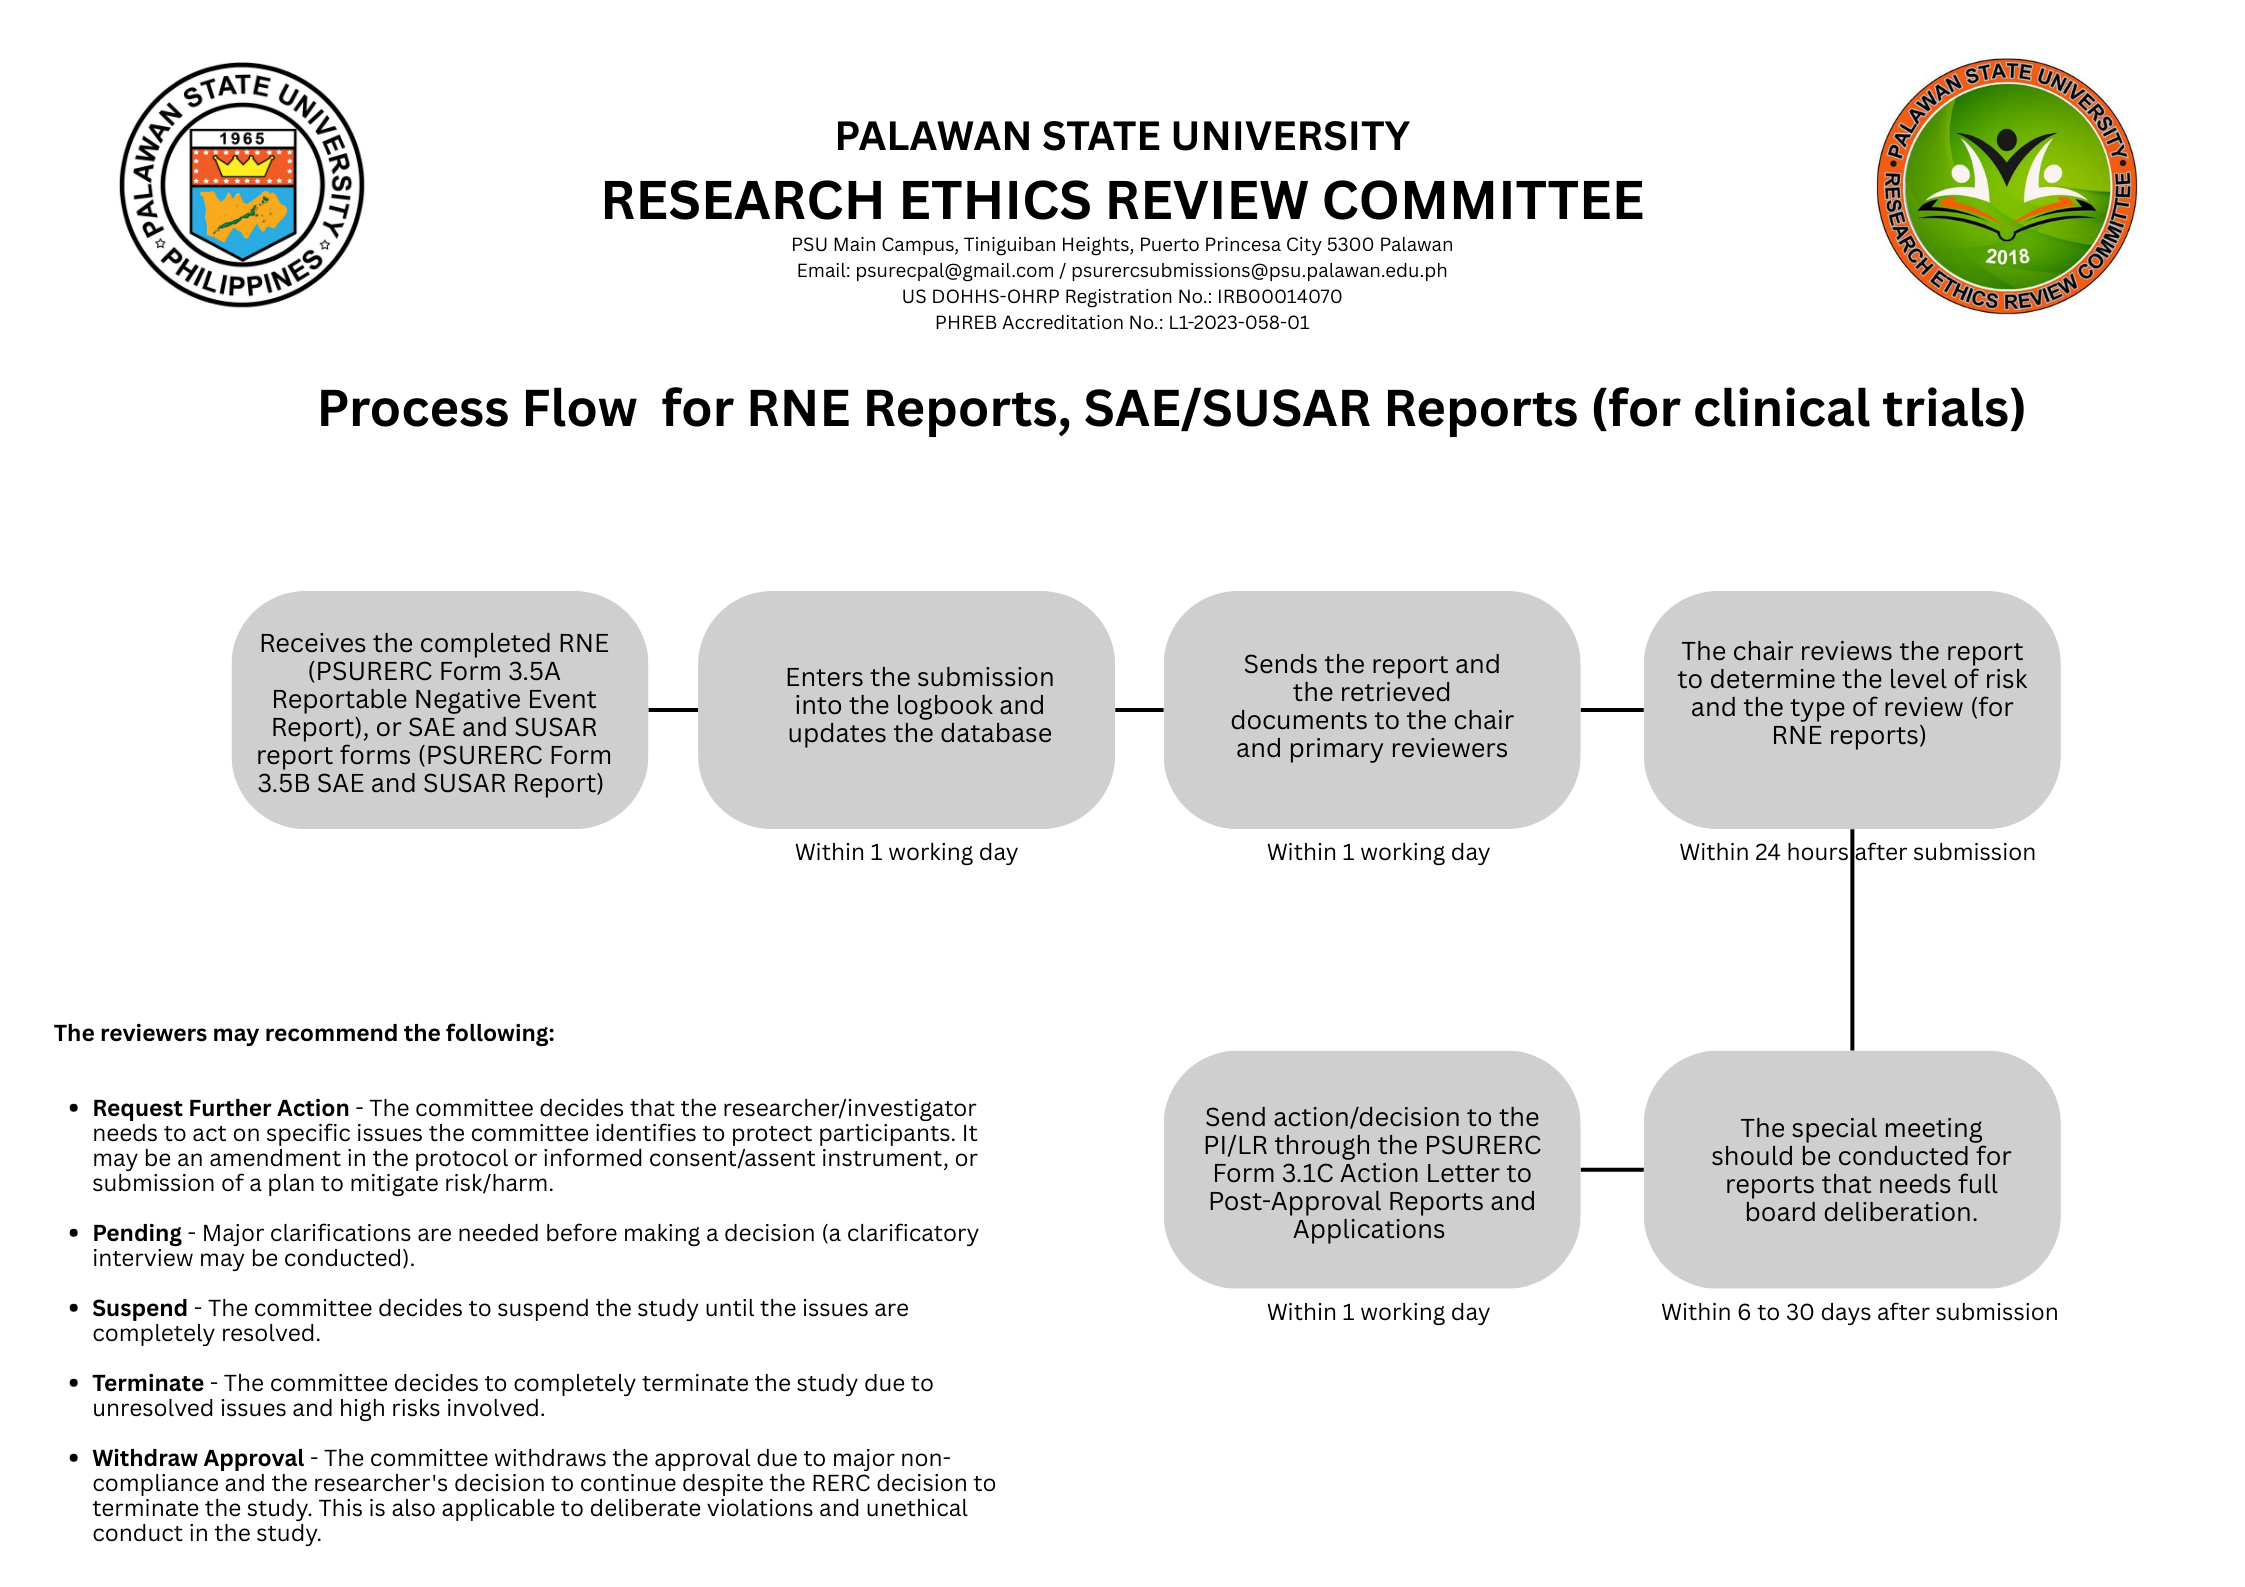 PALAWAN STATE UNIVERSITY
PHILIPPINES
1965
PALAWAN STATE UNIVERSITY
RESEARCH ETHICS REVIEW COMMITTEE
PSU Main Campus, Tiniguiban Heights, Puerto Princesa City 5300 Palawan
Email: psurecpal@gmail.com / psurercsubmissions@psu.palawan.edu.ph
US DOHHS-OHRP Registration No.: IRB00014070
PHREB Accreditation No.: L1-2023-058-01
PALAWAN STATE UNIVERSITY
RESEARCH ETHICS REVIEW COMMITTEE
2018
Process Flow  for RNE Reports, SAE/SUSAR Reports (for clinical trials)
Receives the completed RNE
(PSURERC Form 3.5A
Reportable Negative Event
Report), or SAE and SUSAR
report forms (PSURERC Form
3.5B SAE and SUSAR Report)
Enters the submission
into the logbook and
updates the database
Within 1 working day
Sends the report and
the retrieved
documents to the chair
and primary reviewers
Within 1 working day
The chair reviews the report
to determine the level of risk
and the type of review (for
RNE reports)
Within 24 hours after submission
The special meeting
should be conducted for
reports that needs full
board deliberation.
Within 6 to 30 days after submission
Send action/decision to the
PI/LR through the PSURERC
Form 3.1C Action Letter to
Post-Approval Reports and
Applications
Within 1 working day
The reviewers may recommend the following:
• Request Further Action - The committee decides that the researcher/investigator
needs to act on specific issues the committee identifies to protect participants. It
may be an amendment in the protocol or informed consent/assent instrument, or
submission of a plan to mitigate risk/harm.
• Pending - Major clarifications are needed before making a decision (a clarificatory
interview may be conducted).
• Suspend - The committee decides to suspend the study until the issues are
completely resolved.
• Terminate - The committee decides to completely terminate the study due to
unresolved issues and high risks involved.
• Withdraw Approval - The committee withdraws the approval due to major non-
compliance and the researcher's decision to continue despite the RERC decision to
terminate the study. This is also applicable to deliberate violations and unethical
conduct in the study.